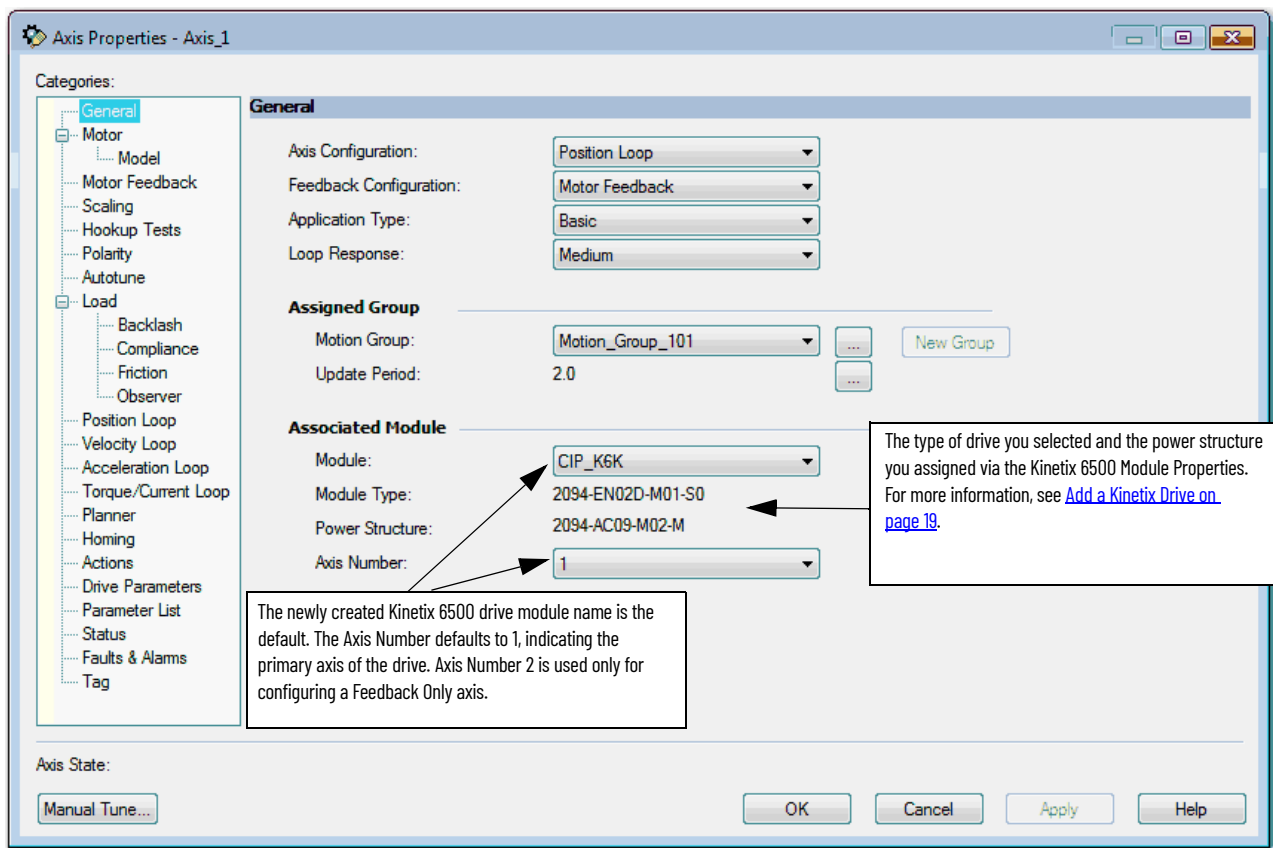 Axis Properties - Axis_1
Categories:
General
Motor
Model
Motor Feedback
Scaling
Hookup Tests
Polarity
Autotune
Load
Backlash
Compliance
Friction
Observer
Position Loop
Velocity Loop
Acceleration Loop
Torque/Current Loop
Planner
Homing
Actions
Drive Parameters
Parameter List
Status
Faults & Alarms
Tag
General
Axis Configuration: Position Loop
Feedback Configuration: Motor Feedback
Application Type: Basic
Loop Response: Medium
Assigned Group
Motion Group: Motion_Group_101 ... New Group
Update Period: 2.0 ...
Associated Module
Module: CIP_K6K
Module Type: 2094-EN02D-M01-S0
Power Structure: 2094-AC09-M02-M
Axis Number: 1
The type of drive you selected and the power structure
you assigned via the Kinetix 6500 Module Properties.
For more information, see Add a Kinetix Drive on
page 19.
The newly created Kinetix 6500 drive module name is the
default. The Axis Number defaults to 1, indicating the
primary axis of the drive. Axis Number 2 is used only for
configuring a Feedback Only axis.
Axis State:
Manual Tune... OK Cancel Apply Help